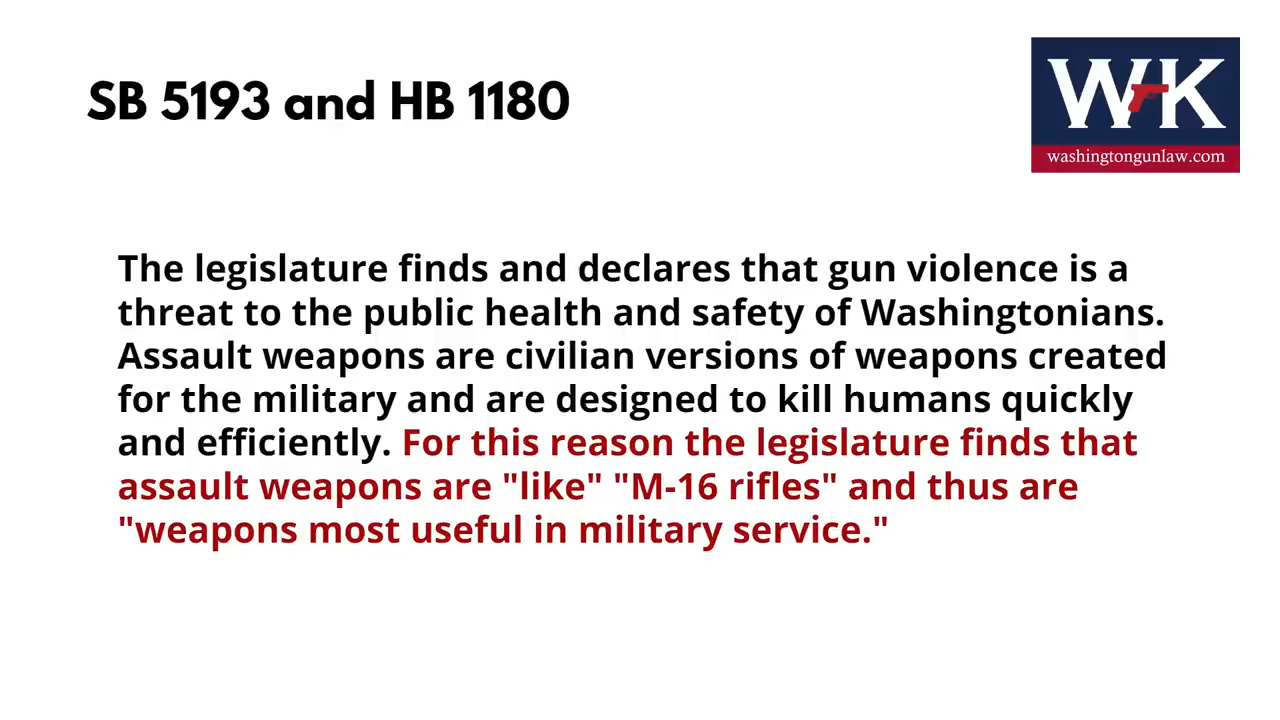 SB 5193 and HB 1180
WK
washingtongunlaw.com
The legislature finds and declares that gun violence is a
threat to the public health and safety of Washingtonians.
Assault weapons are civilian versions of weapons created
for the military and are designed to kill humans quickly
and efficiently. For this reason the legislature finds that
assault weapons are "like" "M-16 rifles" and thus are
"weapons most useful in military service."